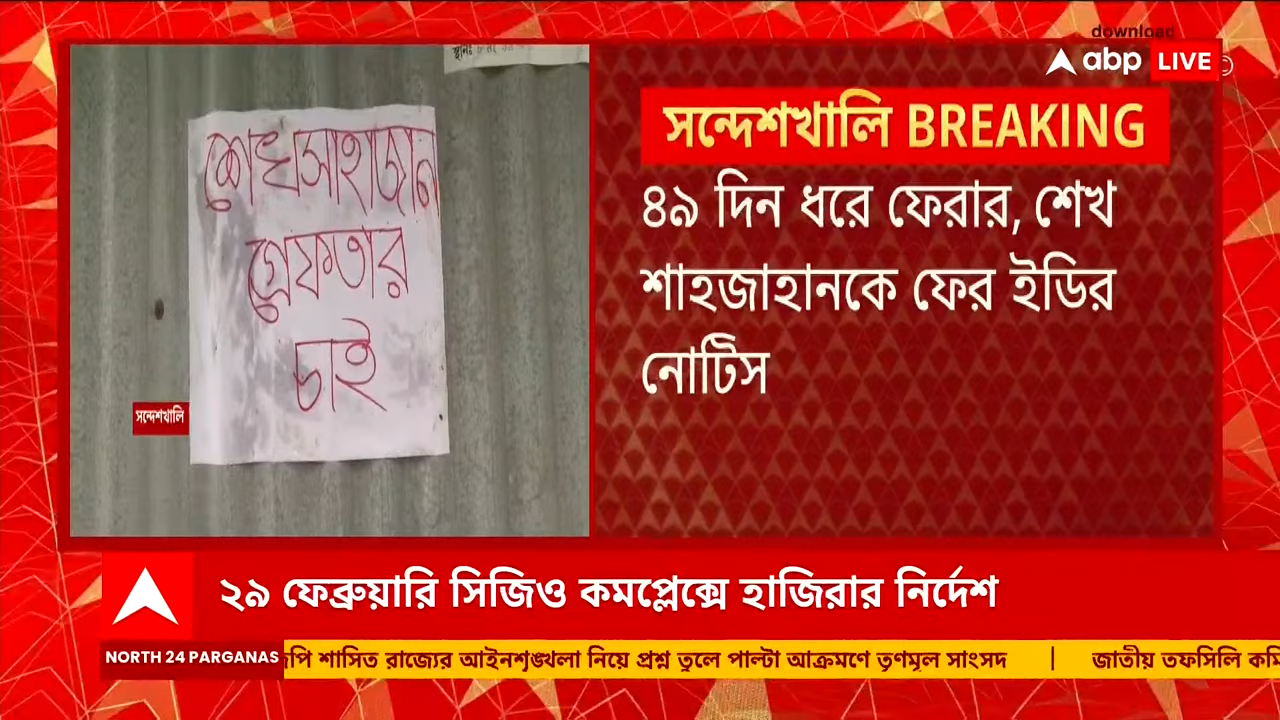 download
abp LIVE
সন্দেশখালি BREAKING
৪৯ দিন ধরে ফেরার, শেখ
শাহজাহানকে ফের ইডির
নোটিস
শেখ সাহাজান
গ্রেফতার
চাই
সন্দেশখালি
২৯ ফেব্রুয়ারি সিজিও কমপ্লেক্সে হাজিরার নির্দেশ
NORTH 24 PARGANAS
শাসিত রাজ্যের আইনশৃঙ্খলা নিয়ে প্রশ্ন তুলে পাল্টা আক্রমণে তৃণমূল সাংসদ | জাতীয় তফসিলি